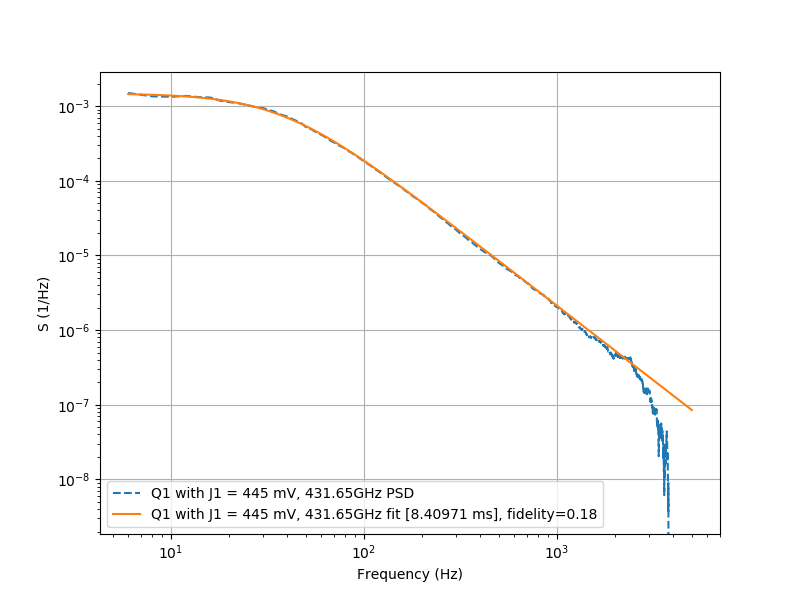 10⁻³
10⁻⁴
10⁻⁵
10⁻⁶
10⁻⁷
10⁻⁸
S (1/Hz)
Q1 with J1 = 445 mV, 431.65GHz PSD
Q1 with J1 = 445 mV, 431.65GHz fit [8.40971 ms], fidelity=0.18
10¹ 10² 10³
Frequency (Hz)